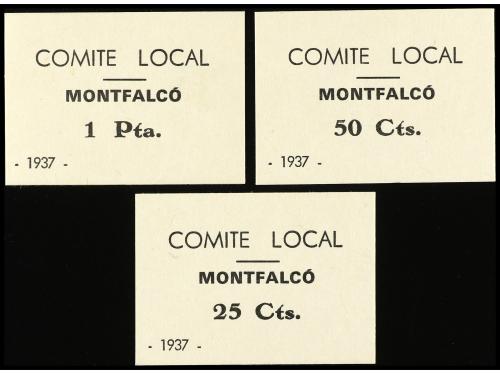 COMITE LOCAL
MONTFALCÓ
1 Pta.
- 1937 -
COMITE LOCAL
MONTFALCÓ
50 Cts.
- 1937 -
COMITE LOCAL
MONTFALCÓ
25 Cts.
- 1937 -